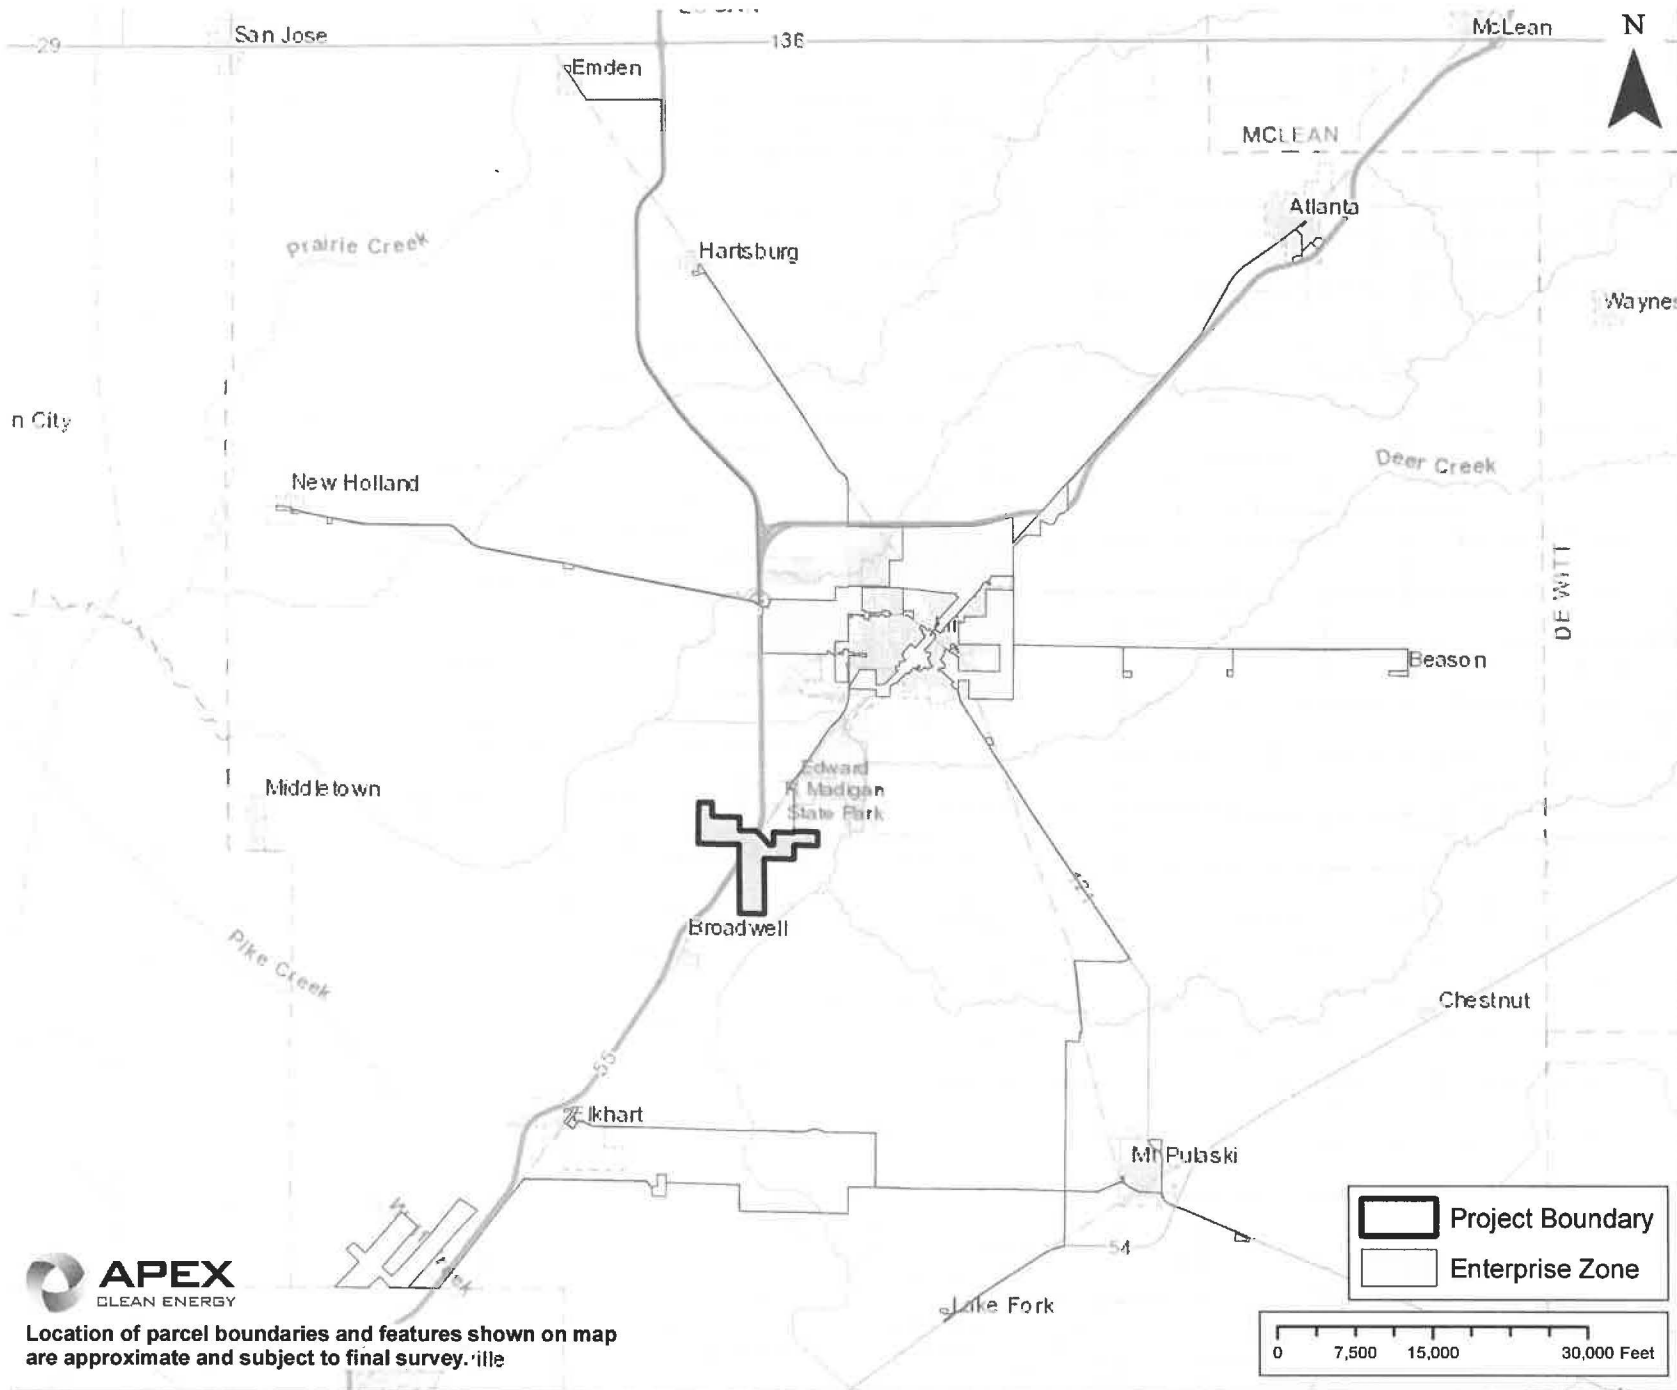 San Jose
29
136
McLean
N
Emden
MCLEAN
Atlanta
Prairie Creek
Hartsburg
n City
Deer Creek
New Holland
DE WITT
Beason
Middletown
Edward
R Madigan
State Park
Broadwell
Pike Creek
Chestnut
55
Elkhart
Mt Pulaski
54
Lake Fork
Project Boundary
Enterprise Zone
0 7,500 15,000 30,000 Feet
APEX
CLEAN ENERGY
Location of parcel boundaries and features shown on map
are approximate and subject to final survey.